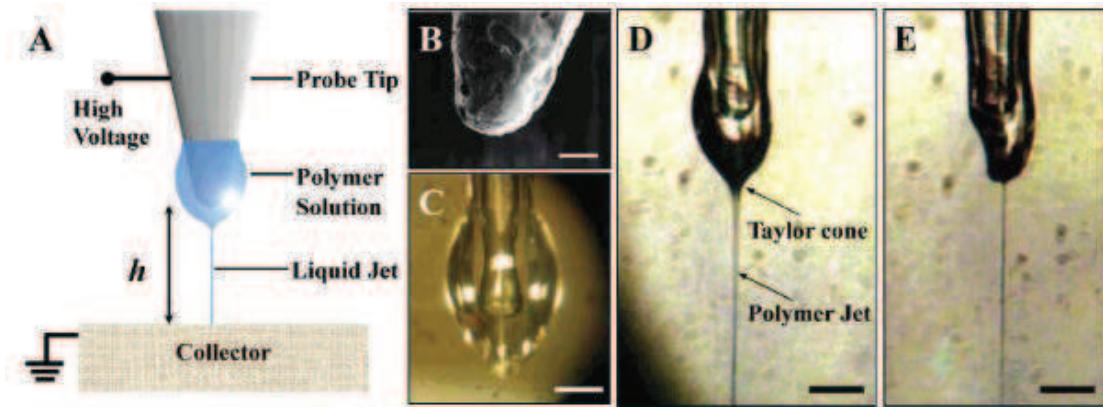 A
High
Voltage
Probe Tip
Polymer
Solution
h
Liquid Jet
Collector
B
C
D
Taylor cone
Polymer Jet
E